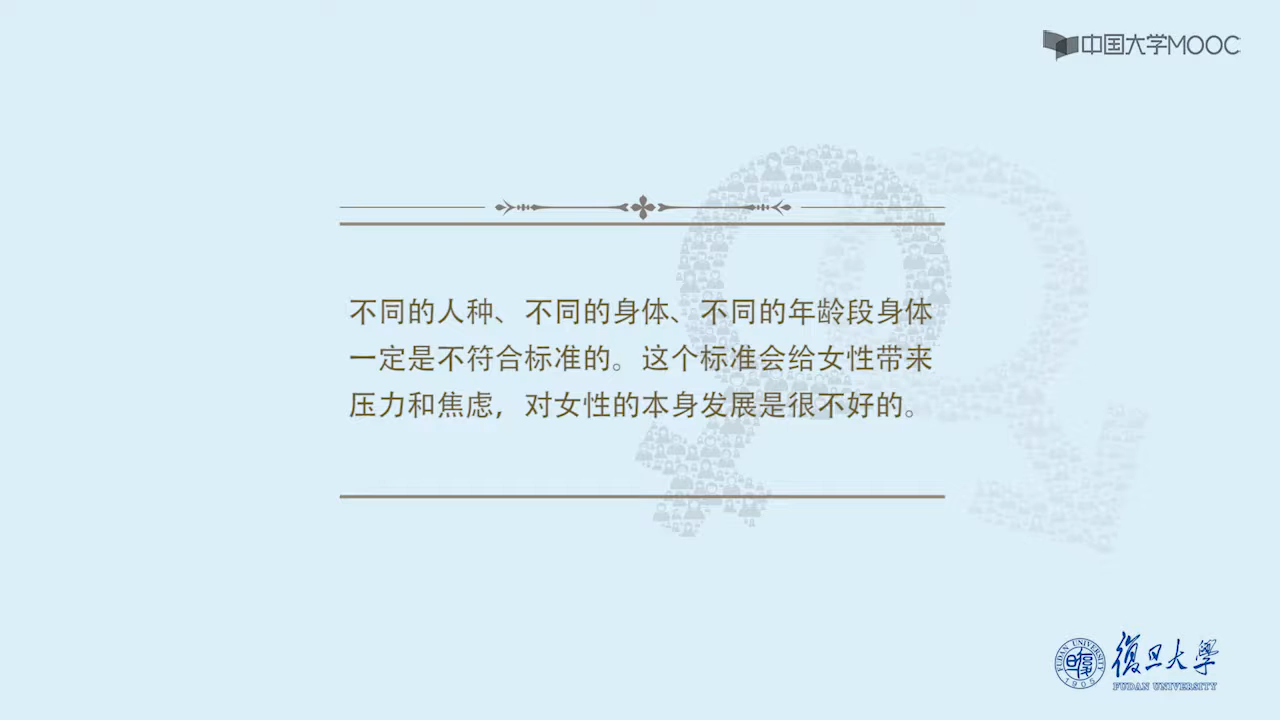 中国大学MOOC
不同的人种、不同的身体、不同的年龄段身体
一定是不符合标准的。这个标准会给女性带来
压力和焦虑，对女性的本身发展是很不好的。
復旦大學
FUDAN UNIVERSITY
FUDAN UNIVERSITY
1905